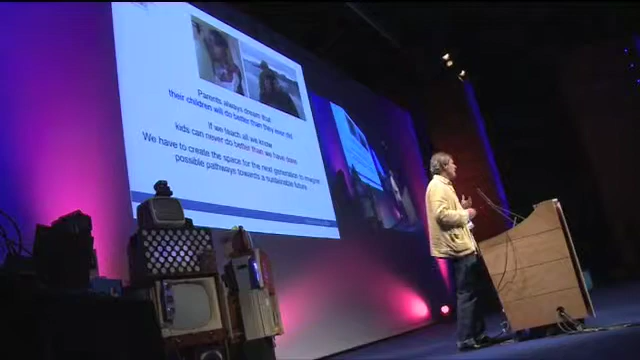 Parents always dream that
their children will do better than they ever did
If we teach all we know
kids can never do better than we have done
We have to create the space for the next generation to imagine
possible pathways towards a sustainable future